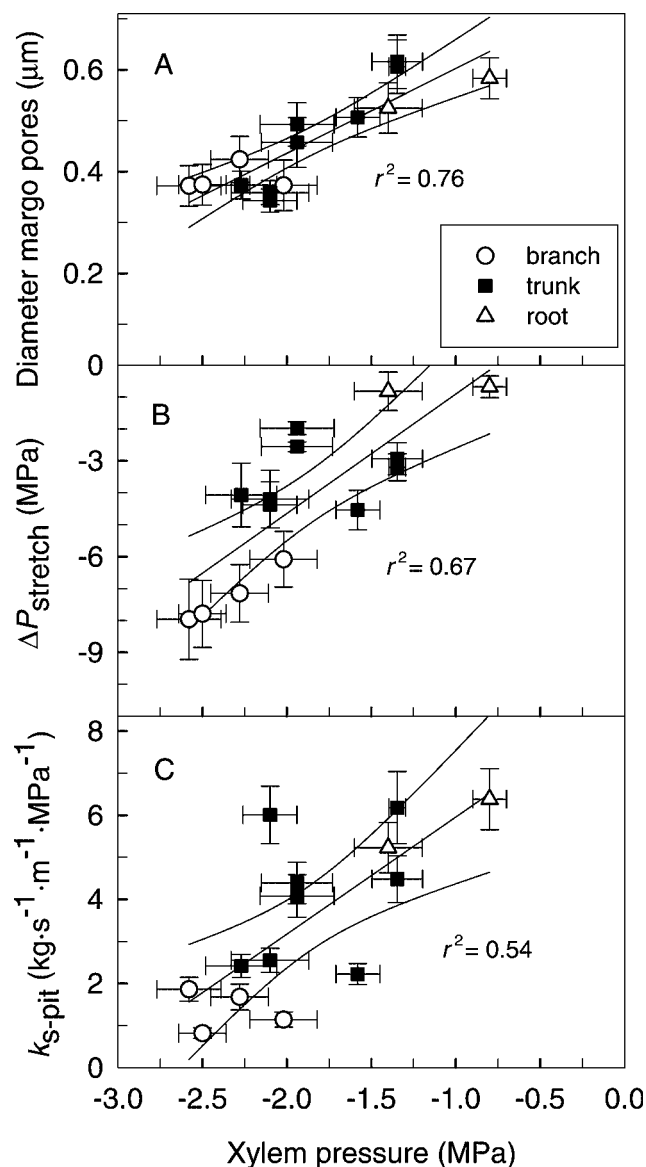 A
Diameter margo pores (µm)
0.6
0.4
0.2
0
r² = 0.76
branch
trunk
root
B
ΔP_stretch (MPa)
-3
-6
-9
r² = 0.67
C
k_s-pit (kg·s⁻¹·m⁻¹·MPa⁻¹)
8
6
4
2
0
r² = 0.54
-3.0 -2.5 -2.0 -1.5 -1.0 -0.5 0.0
Xylem pressure (MPa)